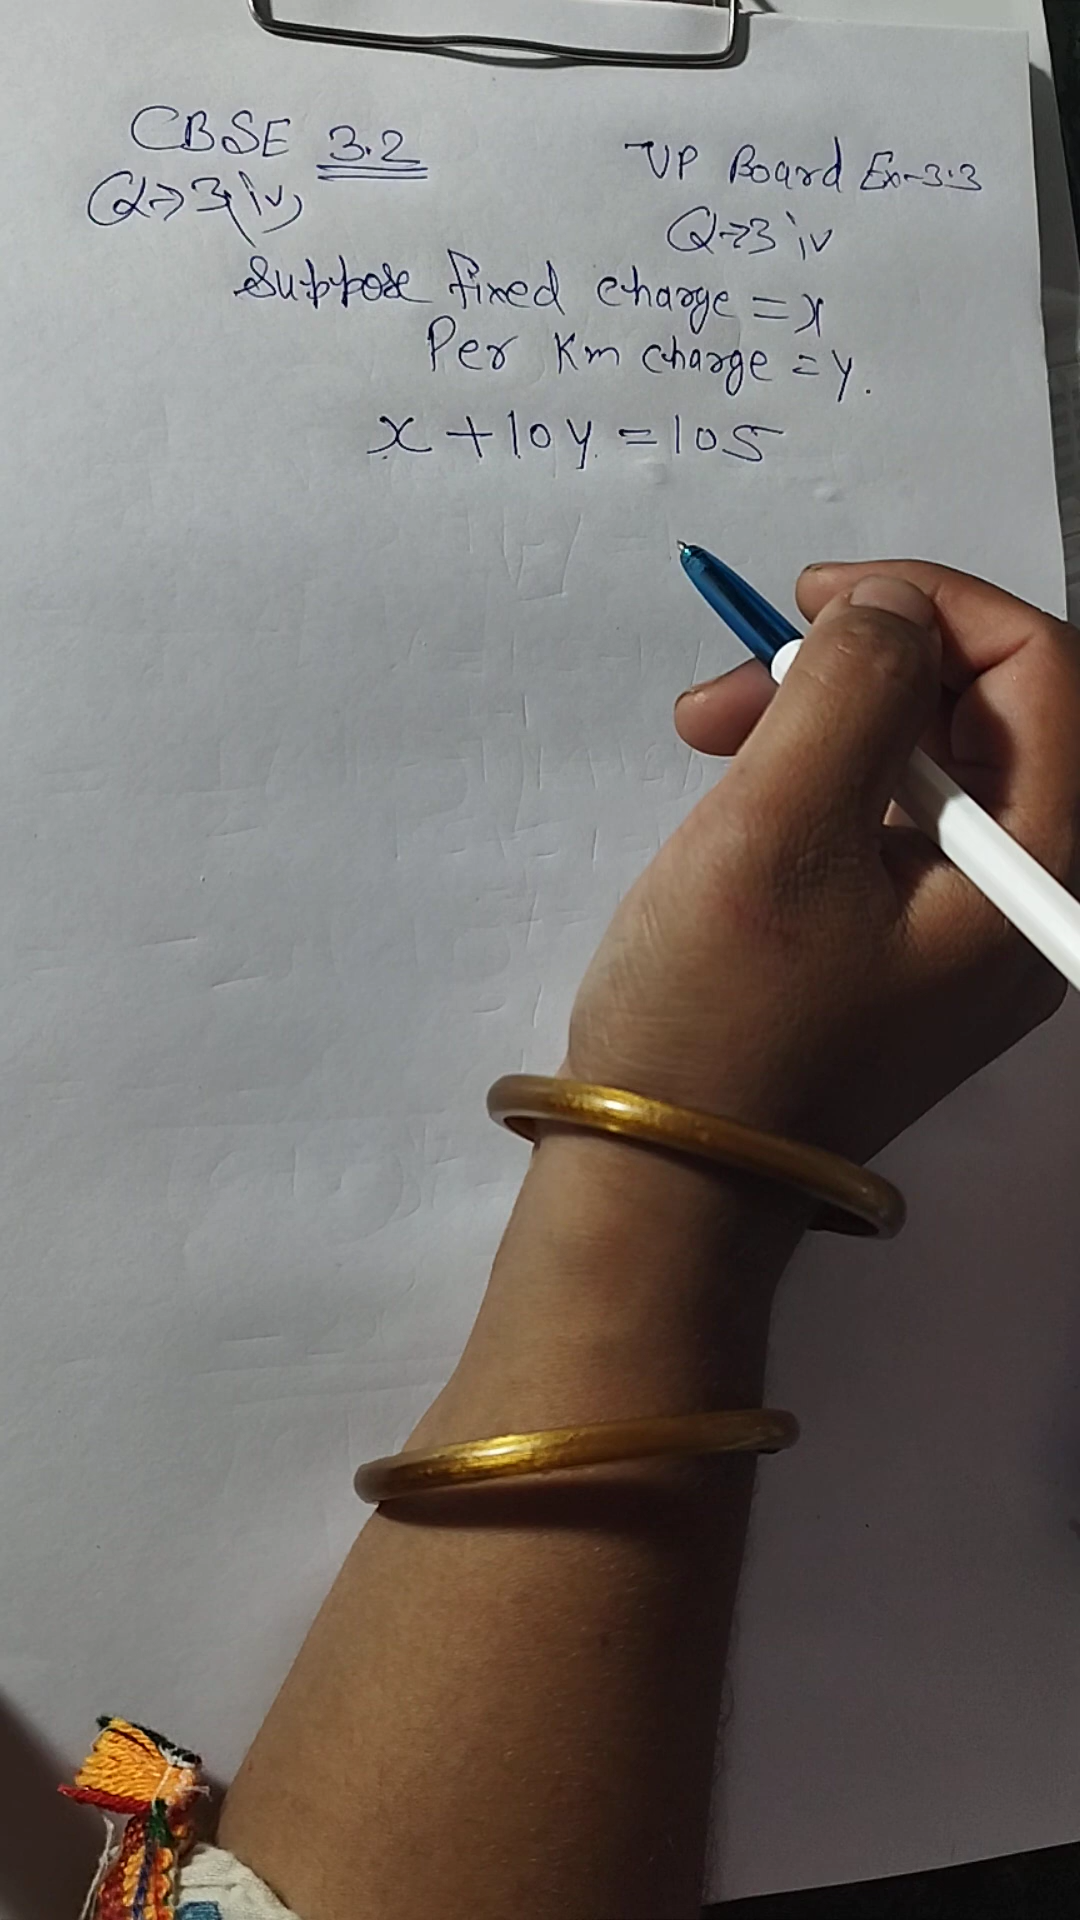 CBSE 3.2
Q→3(iv)
UP Board Ex-3.3
Q→3 iv
Suppose fixed charge = x
Per Km charge = y.
x + 10y = 105